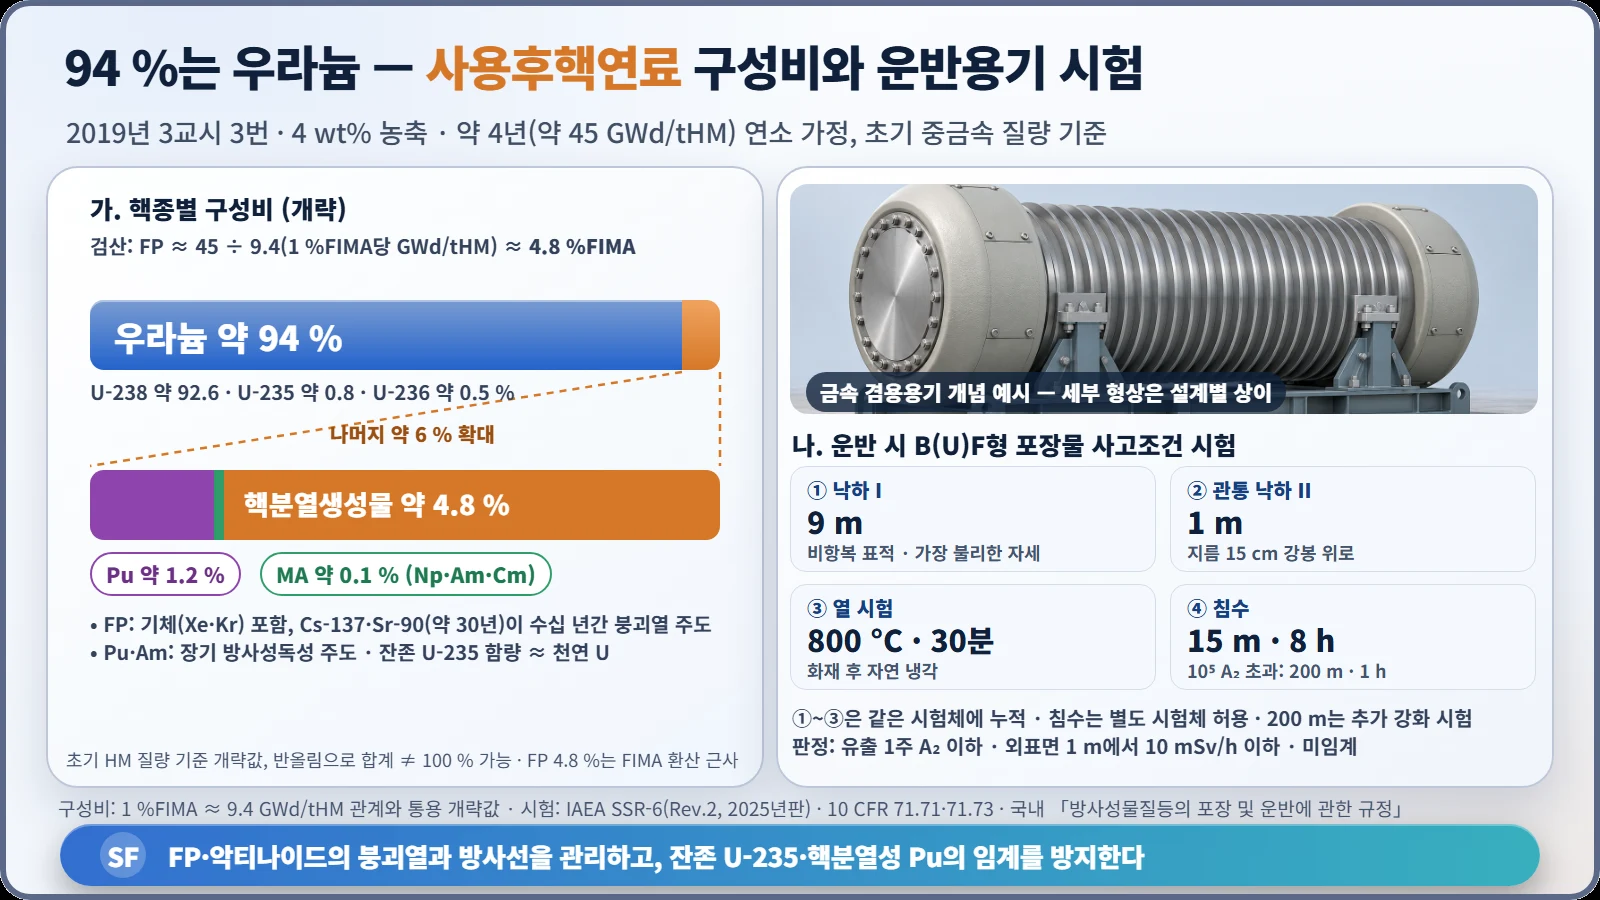 94 %는 우라늄 — 사용후핵연료 구성비와 운반용기 시험
2019년 3교시 3번 · 4 wt% 농축 · 약 4년(약 45 GWd/tHM) 연소 가정, 초기 중금속 질량 기준
가. 핵종별 구성비 (개략)
검산: FP ≈ 45 ÷ 9.4(1 %FIMA당 GWd/tHM) ≈ 4.8 %FIMA
우라늄 약 94 %
U-238 약 92.6 · U-235 약 0.8 · U-236 약 0.5 %
나머지 약 6 % 확대
핵분열생성물 약 4.8 %
Pu 약 1.2 %
MA 약 0.1 % (Np·Am·Cm)
• FP: 기체(Xe·Kr) 포함, Cs-137·Sr-90(약 30년)이 수십 년간 붕괴열 주도
• Pu·Am: 장기 방사성독성 주도 · 잔존 U-235 함량 ≈ 천연 U
초기 HM 질량 기준 개략값, 반올림으로 합계 ≠ 100 % 가능 · FP 4.8 %는 FIMA 환산 근사
금속 겸용용기 개념 예시 — 세부 형상은 설계별 상이
나. 운반 시 B(U)F형 포장물 사고조건 시험
① 낙하 I
9 m
비항복 표적 · 가장 불리한 자세
② 관통 낙하 II
1 m
지름 15 cm 강봉 위로
③ 열 시험
800 °C · 30분
화재 후 자연 냉각
④ 침수
15 m · 8 h
10⁵ A₂ 초과: 200 m · 1 h
①~③은 같은 시험체에 누적 · 침수는 별도 시험체 허용 · 200 m는 추가 강화 시험
판정: 유출 1주 A₂ 이하 · 외표면 1 m에서 10 mSv/h 이하 · 미임계
구성비: 1 %FIMA ≈ 9.4 GWd/tHM 관계와 통용 개략값 · 시험: IAEA SSR-6(Rev.2, 2025년판) · 10 CFR 71.71·71.73 · 국내 「방사성물질등의 포장 및 운반에 관한 규정」
SF FP·악티나이드의 붕괴열과 방사선을 관리하고, 잔존 U-235·핵분열성 Pu의 임계를 방지한다